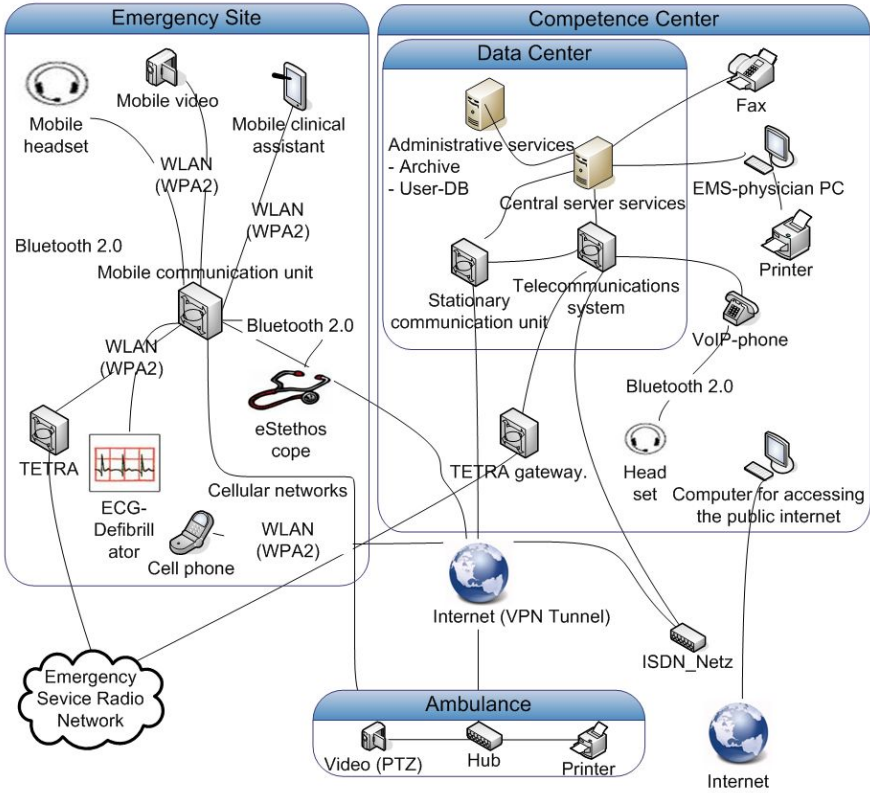 Emergency Site
Competence Center
Data Center
Mobile
headset
Mobile video
Mobile clinical
assistant
WLAN
(WPA2)
WLAN
(WPA2)
Bluetooth 2.0
Mobile communication unit
Bluetooth 2.0
WLAN
(WPA2)
eStethos
cope
TETRA
ECG-
Defibrill
ator
Cellular networks
Cell phone
WLAN
(WPA2)
Administrative services
- Archive
- User-DB
Central server services
Stationary
communication unit
Telecommunications
system
Fax
EMS-physician PC
Printer
VoIP-phone
Bluetooth 2.0
Head
set
TETRA gateway.
Computer for accessing
the public internet
Internet (VPN Tunnel)
ISDN_Netz
Emergency
Sevice Radio
Network
Ambulance
Video (PTZ)
Hub
Printer
Internet